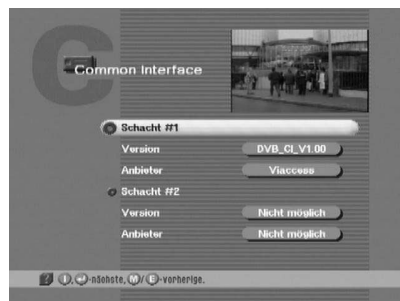 C
Common Interface
Schacht #1
Version DVB_CI_V1.00
Anbieter Viaccess
Schacht #2
Version Nicht möglich
Anbieter Nicht möglich
-nächste, M/E-vorherige.